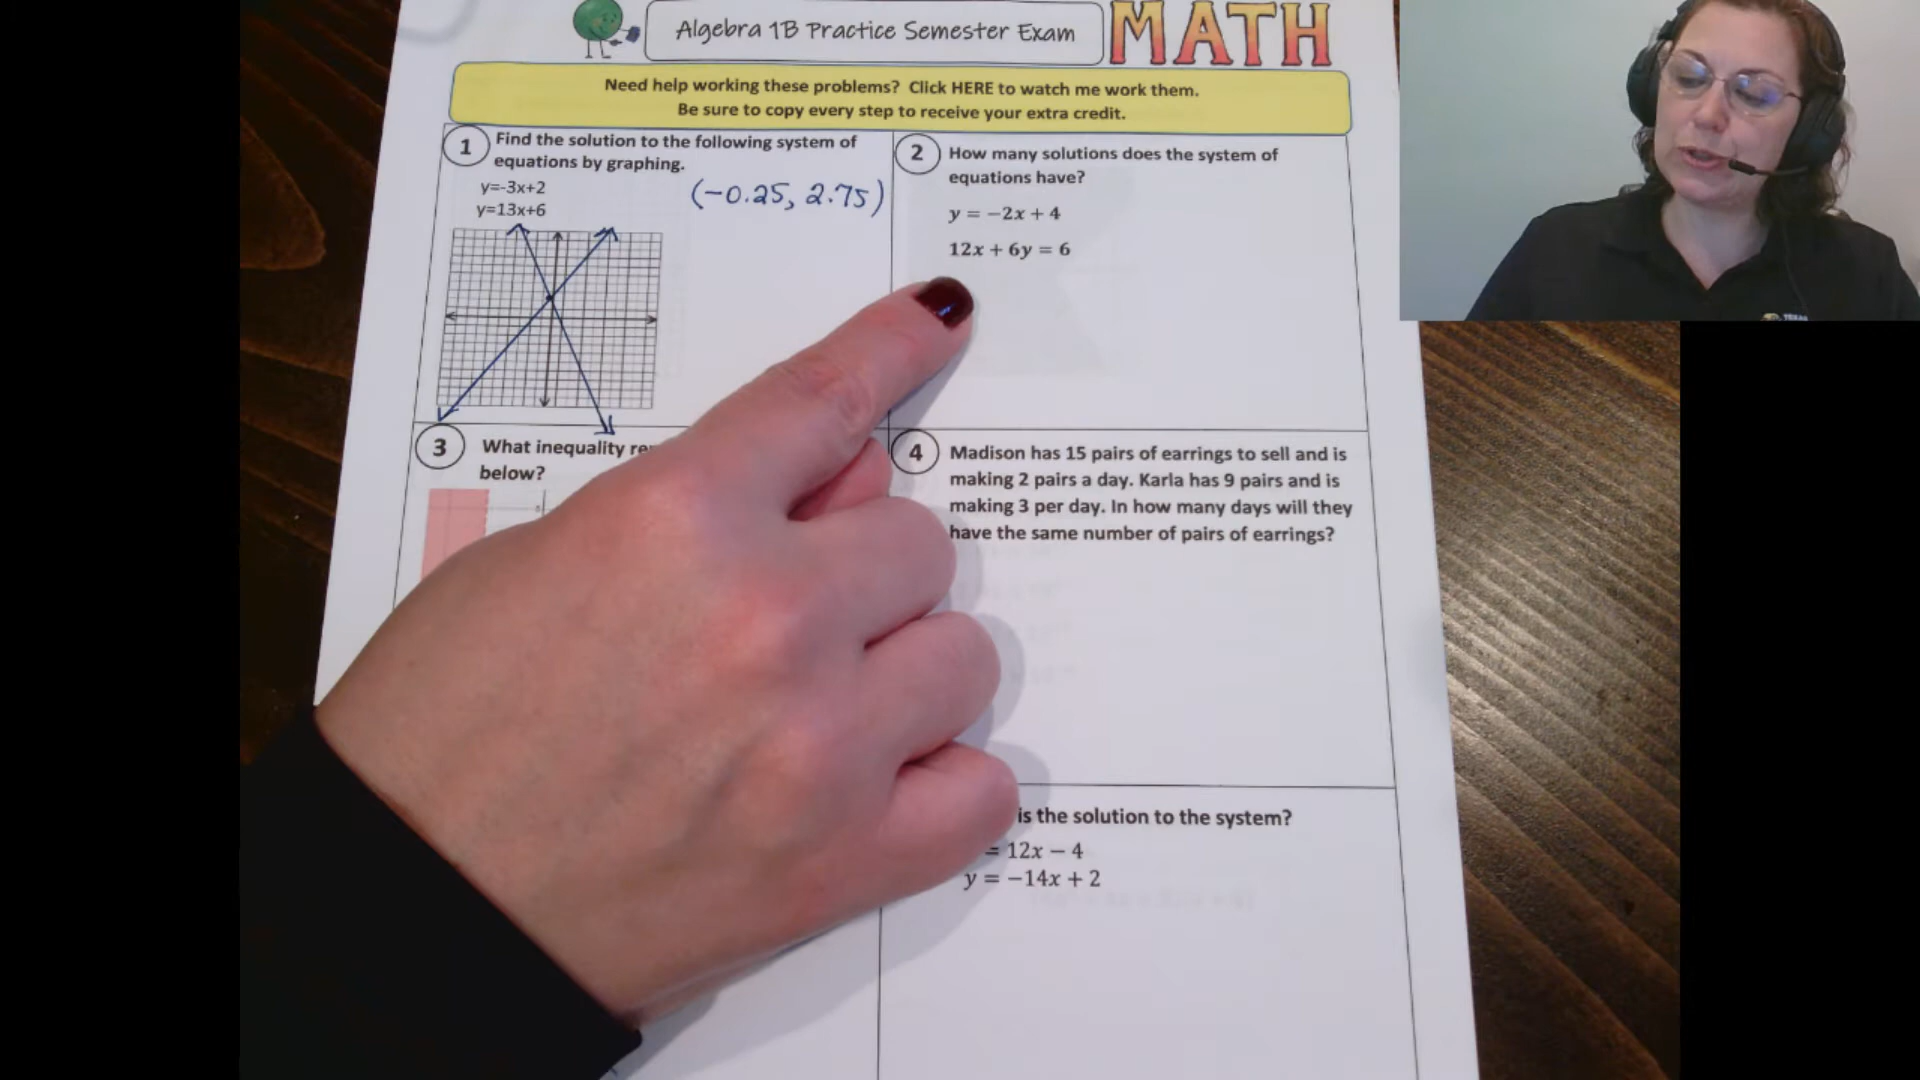 Algebra 1B Practice Semester Exam
MATH
Need help working these problems? Click HERE to watch me work them.
Be sure to copy every step to receive your extra credit.
1
Find the solution to the following system of
equations by graphing.
y=-3x+2
y=13x+6
(-0.25, 2.75)
2
How many solutions does the system of
equations have?
y = −2x + 4
12x + 6y = 6
3
What inequality
below?
4
Madison has 15 pairs of earrings to sell and is
making 2 pairs a day. Karla has 9 pairs and is
making 3 per day. In how many days will they
have the same number of pairs of earrings?
is the solution to the system?
= 12x − 4
y = −14x + 2